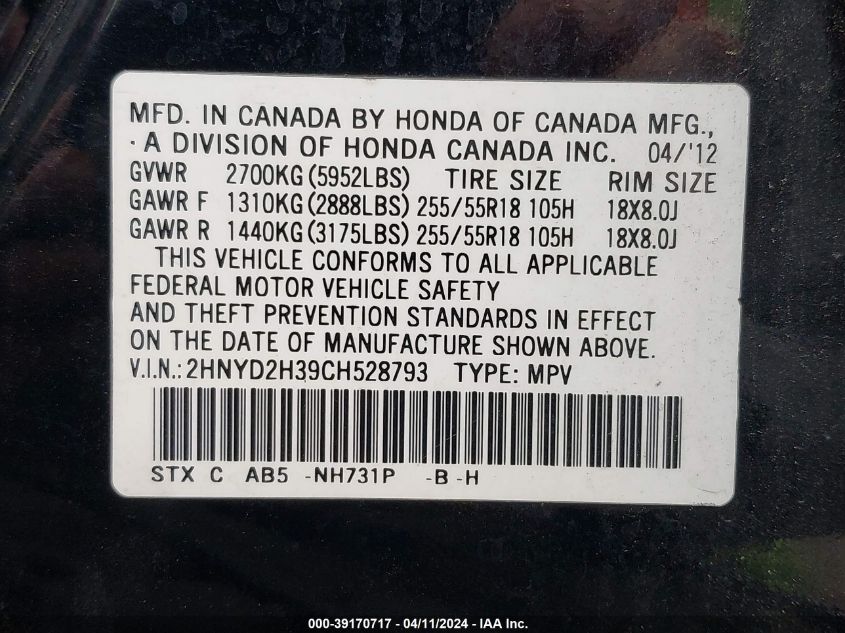 MFD. IN CANADA BY HONDA OF CANADA MFG.,
· A DIVISION OF HONDA CANADA INC. 04/'12
GVWR 2700KG (5952LBS) TIRE SIZE RIM SIZE
GAWR F 1310KG (2888LBS) 255/55R18 105H 18X8.0J
GAWR R 1440KG (3175LBS) 255/55R18 105H 18X8.0J
THIS VEHICLE CONFORMS TO ALL APPLICABLE
FEDERAL MOTOR VEHICLE SAFETY
AND THEFT PREVENTION STANDARDS IN EFFECT
ON THE DATE OF MANUFACTURE SHOWN ABOVE.
V.I.N.: 2HNYD2H39CH528793 TYPE: MPV
STX C AB5 -NH731P -B -H
000-39170717 - 04/11/2024 - IAA Inc.